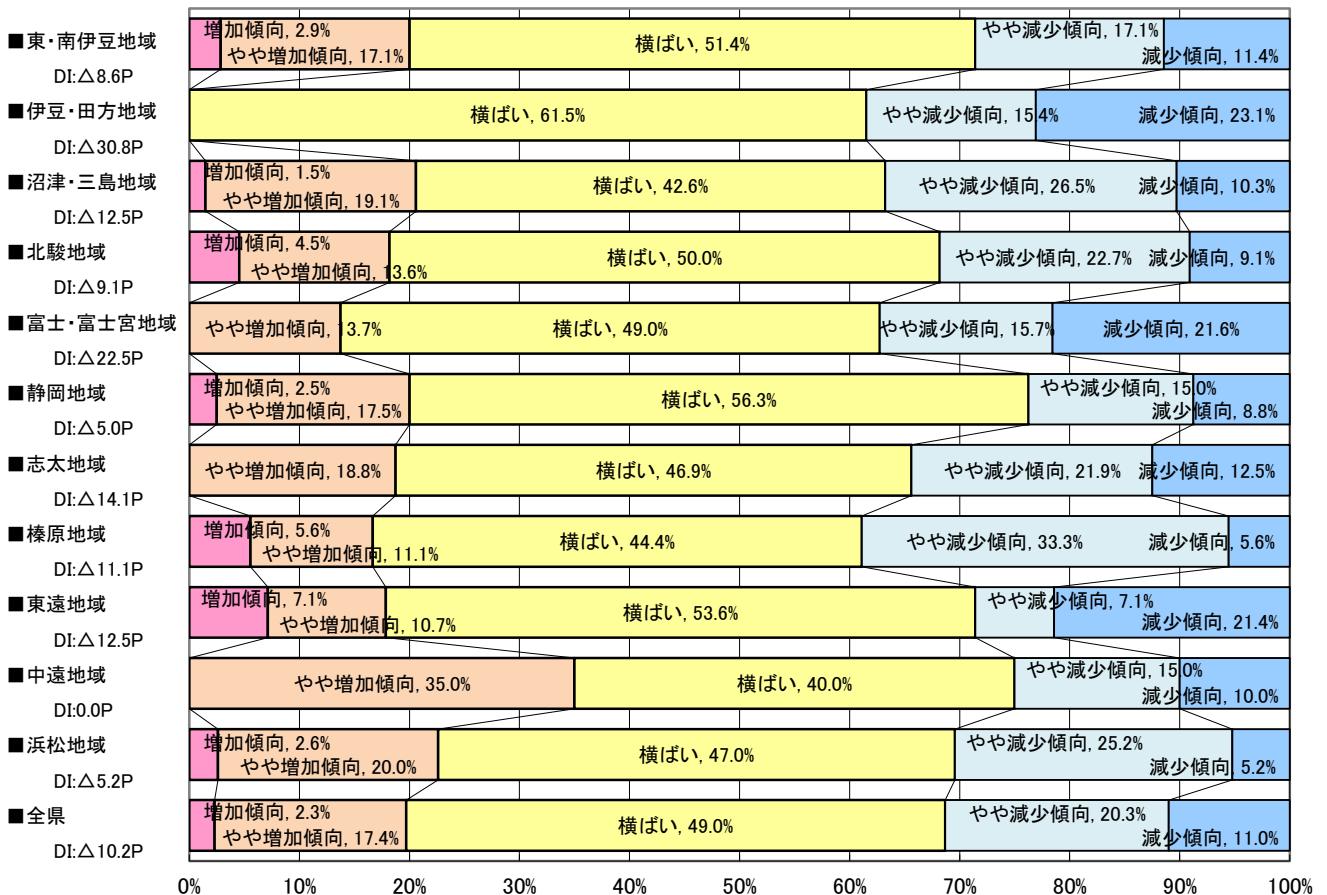 ■東・南伊豆地域
DI:△8.6P
増加傾向, 2.9%
やや増加傾向, 17.1%
横ばい, 51.4%
やや減少傾向, 17.1%
減少傾向, 11.4%
■伊豆・田方地域
DI:△30.8P
横ばい, 61.5%
やや減少傾向, 15.4%
減少傾向, 23.1%
■沼津・三島地域
DI:△12.5P
増加傾向, 1.5%
やや増加傾向, 19.1%
横ばい, 42.6%
やや減少傾向, 26.5%
減少傾向, 10.3%
■北駿地域
DI:△9.1P
増加傾向, 4.5%
やや増加傾向, 13.6%
横ばい, 50.0%
やや減少傾向, 22.7%
減少傾向, 9.1%
■富士・富士宮地域
DI:△22.5P
やや増加傾向, 13.7%
横ばい, 49.0%
やや減少傾向, 15.7%
減少傾向, 21.6%
■静岡地域
DI:△5.0P
増加傾向, 2.5%
やや増加傾向, 17.5%
横ばい, 56.3%
やや減少傾向, 15.0%
減少傾向, 8.8%
■志太地域
DI:△14.1P
やや増加傾向, 18.8%
横ばい, 46.9%
やや減少傾向, 21.9%
減少傾向, 12.5%
■榛原地域
DI:△11.1P
増加傾向, 5.6%
やや増加傾向, 11.1%
横ばい, 44.4%
やや減少傾向, 33.3%
減少傾向, 5.6%
■東遠地域
DI:△12.5P
増加傾向, 7.1%
やや増加傾向, 10.7%
横ばい, 53.6%
やや減少傾向, 7.1%
減少傾向, 21.4%
■中遠地域
DI:0.0P
やや増加傾向, 35.0%
横ばい, 40.0%
やや減少傾向, 15.0%
減少傾向, 10.0%
■浜松地域
DI:△5.2P
増加傾向, 2.6%
やや増加傾向, 20.0%
横ばい, 47.0%
やや減少傾向, 25.2%
減少傾向, 5.2%
■全県
DI:△10.2P
増加傾向, 2.3%
やや増加傾向, 17.4%
横ばい, 49.0%
やや減少傾向, 20.3%
減少傾向, 11.0%
0% 10% 20% 30% 40% 50% 60% 70% 80% 90% 100%